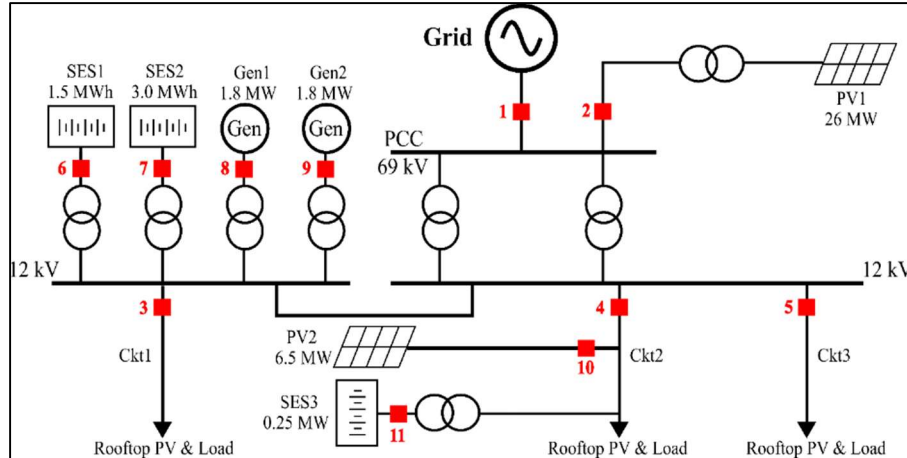 Grid
SES1
1.5 MWh
SES2
3.0 MWh
Gen1
1.8 MW
Gen2
1.8 MW
Gen
Gen
1
2
PV1
26 MW
PCC
69 kV
6
7
8
9
12 kV
12 kV
3
4
5
Ckt1
PV2
6.5 MW
10
Ckt2
Ckt3
SES3
0.25 MW
11
Rooftop PV & Load
Rooftop PV & Load
Rooftop PV & Load